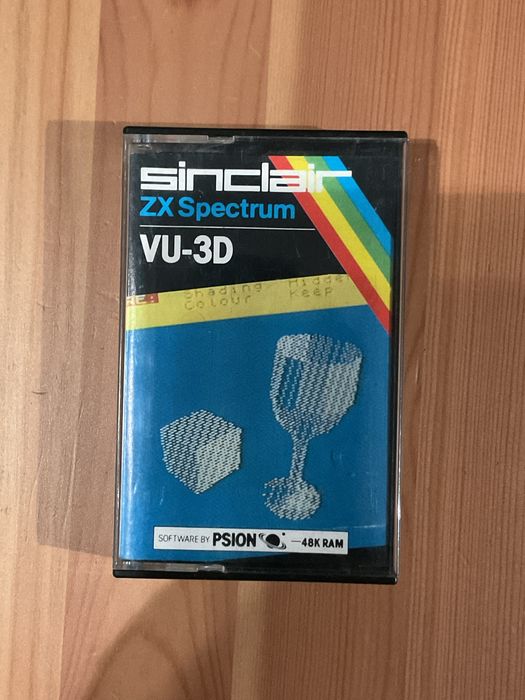 sinclair
ZX Spectrum
VU-3D
Shading Hidden
Colour Keep
SOFTWARE BY PSION —48K RAM